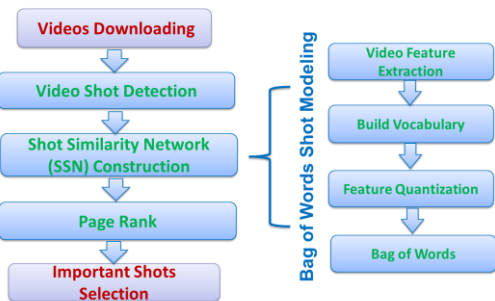 Videos Downloading
Video Shot Detection
Shot Similarity Network
(SSN) Construction
Page Rank
Important Shots
Selection
Bag of Words Shot Modeling
Video Feature
Extraction
Build Vocabulary
Feature Quantization
Bag of Words